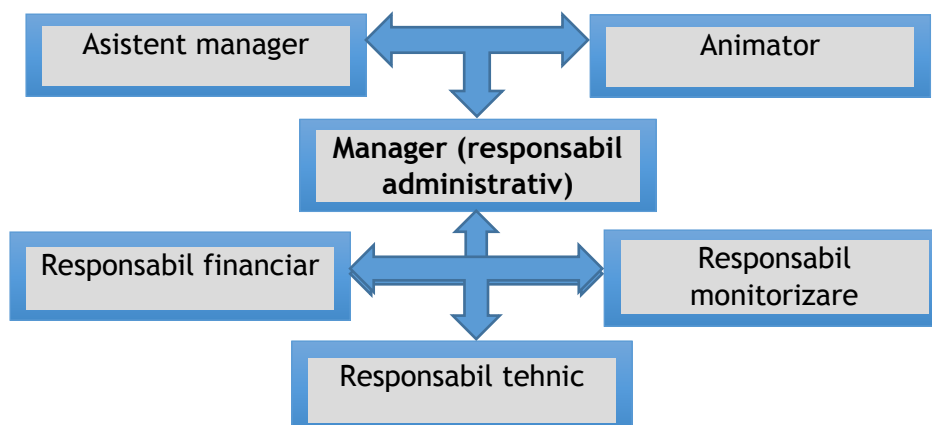 Asistent manager
Animator
Manager (responsabil
administrativ)
Responsabil financiar
Responsabil
monitorizare
Responsabil tehnic